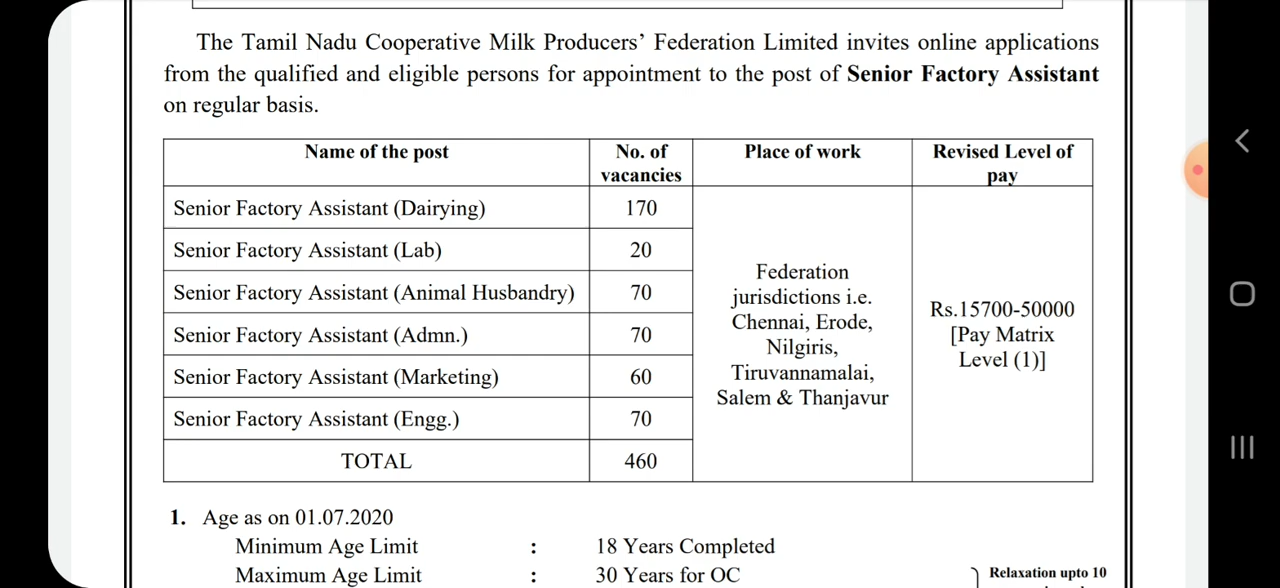 The Tamil Nadu Cooperative Milk Producers’ Federation Limited invites online applications
from the qualified and eligible persons for appointment to the post of Senior Factory Assistant
on regular basis.
Name of the post No. of vacancies Place of work Revised Level of pay
Senior Factory Assistant (Dairying) 170
Senior Factory Assistant (Lab) 20
Senior Factory Assistant (Animal Husbandry) 70
Senior Factory Assistant (Admn.) 70
Senior Factory Assistant (Marketing) 60
Senior Factory Assistant (Engg.) 70
TOTAL 460
Federation
jurisdictions i.e.
Chennai, Erode,
Nilgiris,
Tiruvannamalai,
Salem & Thanjavur
Rs.15700-50000
[Pay Matrix
Level (1)]
1. Age as on 01.07.2020
Minimum Age Limit : 18 Years Completed
Maximum Age Limit : 30 Years for OC Relaxation upto 10